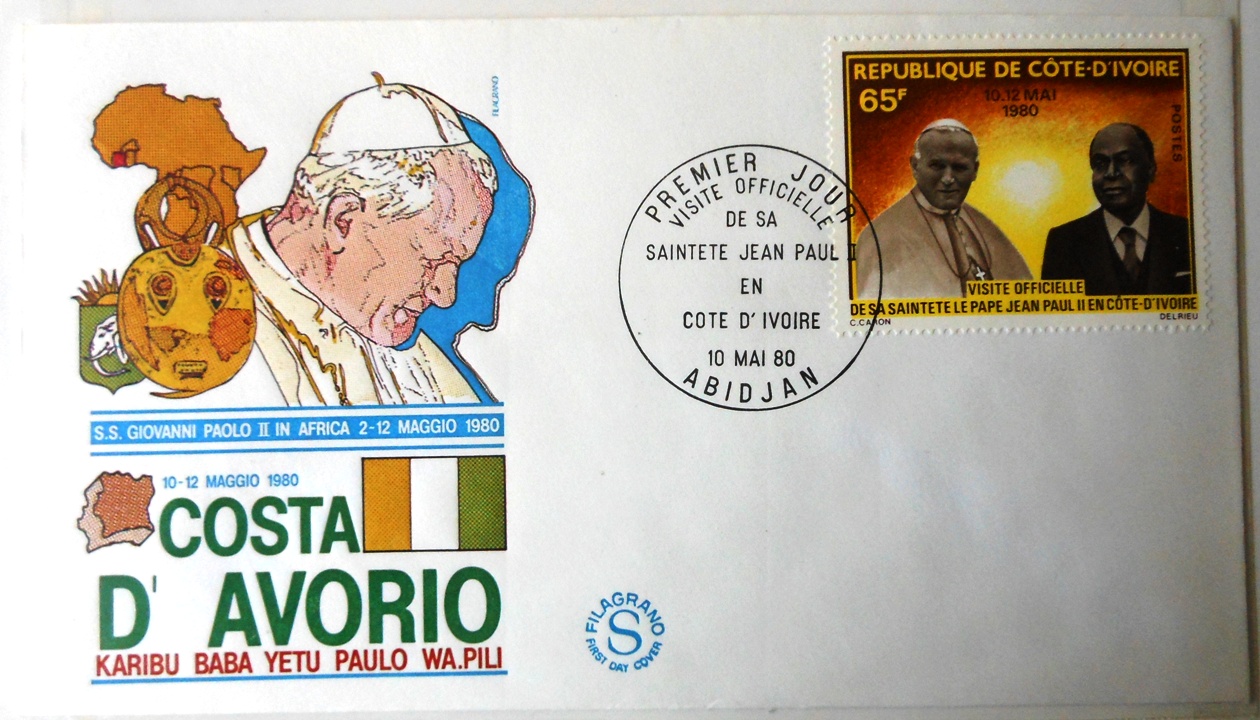 FILAGRANO
S.S. GIOVANNI PAOLO II IN AFRICA 2-12 MAGGIO 1980
10-12 MAGGIO 1980
COSTA
D' AVORIO
KARIBU BABA YETU PAULO WA.PILI
FILAGRANO
S
FIRST DAY COVER
PREMIER JOUR
VISITE OFFICIELLE
DE SA
SAINTETE JEAN PAUL II
EN
COTE D'IVOIRE
10 MAI 80
ABIDJAN
REPUBLIQUE DE CÔTE-D'IVOIRE
65F
10.12 MAI
1980
POSTES
VISITE OFFICIELLE
DE SA SAINTETE LE PAPE JEAN PAUL II EN CÔTE-D'IVOIRE
C.CARON
DELRIEU